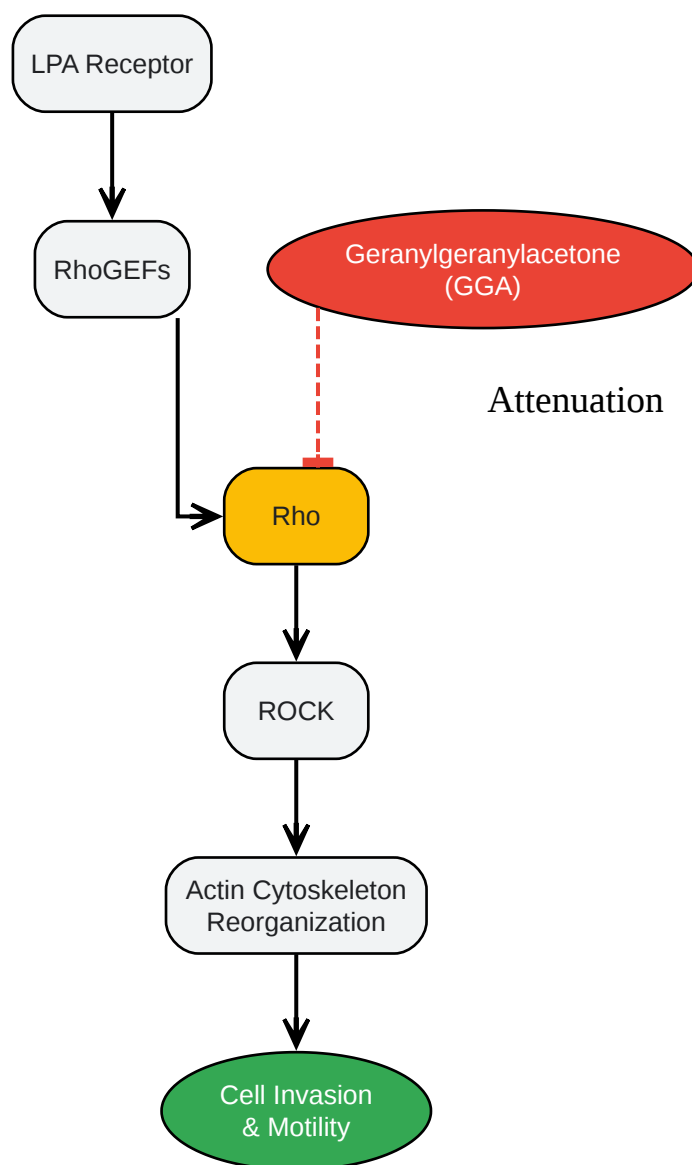 LPA Receptor
RhoGEFs
Geranylgeranylacetone
(GGA)
Attenuation
Rho
ROCK
Actin Cytoskeleton
Reorganization
Cell Invasion
& Motility